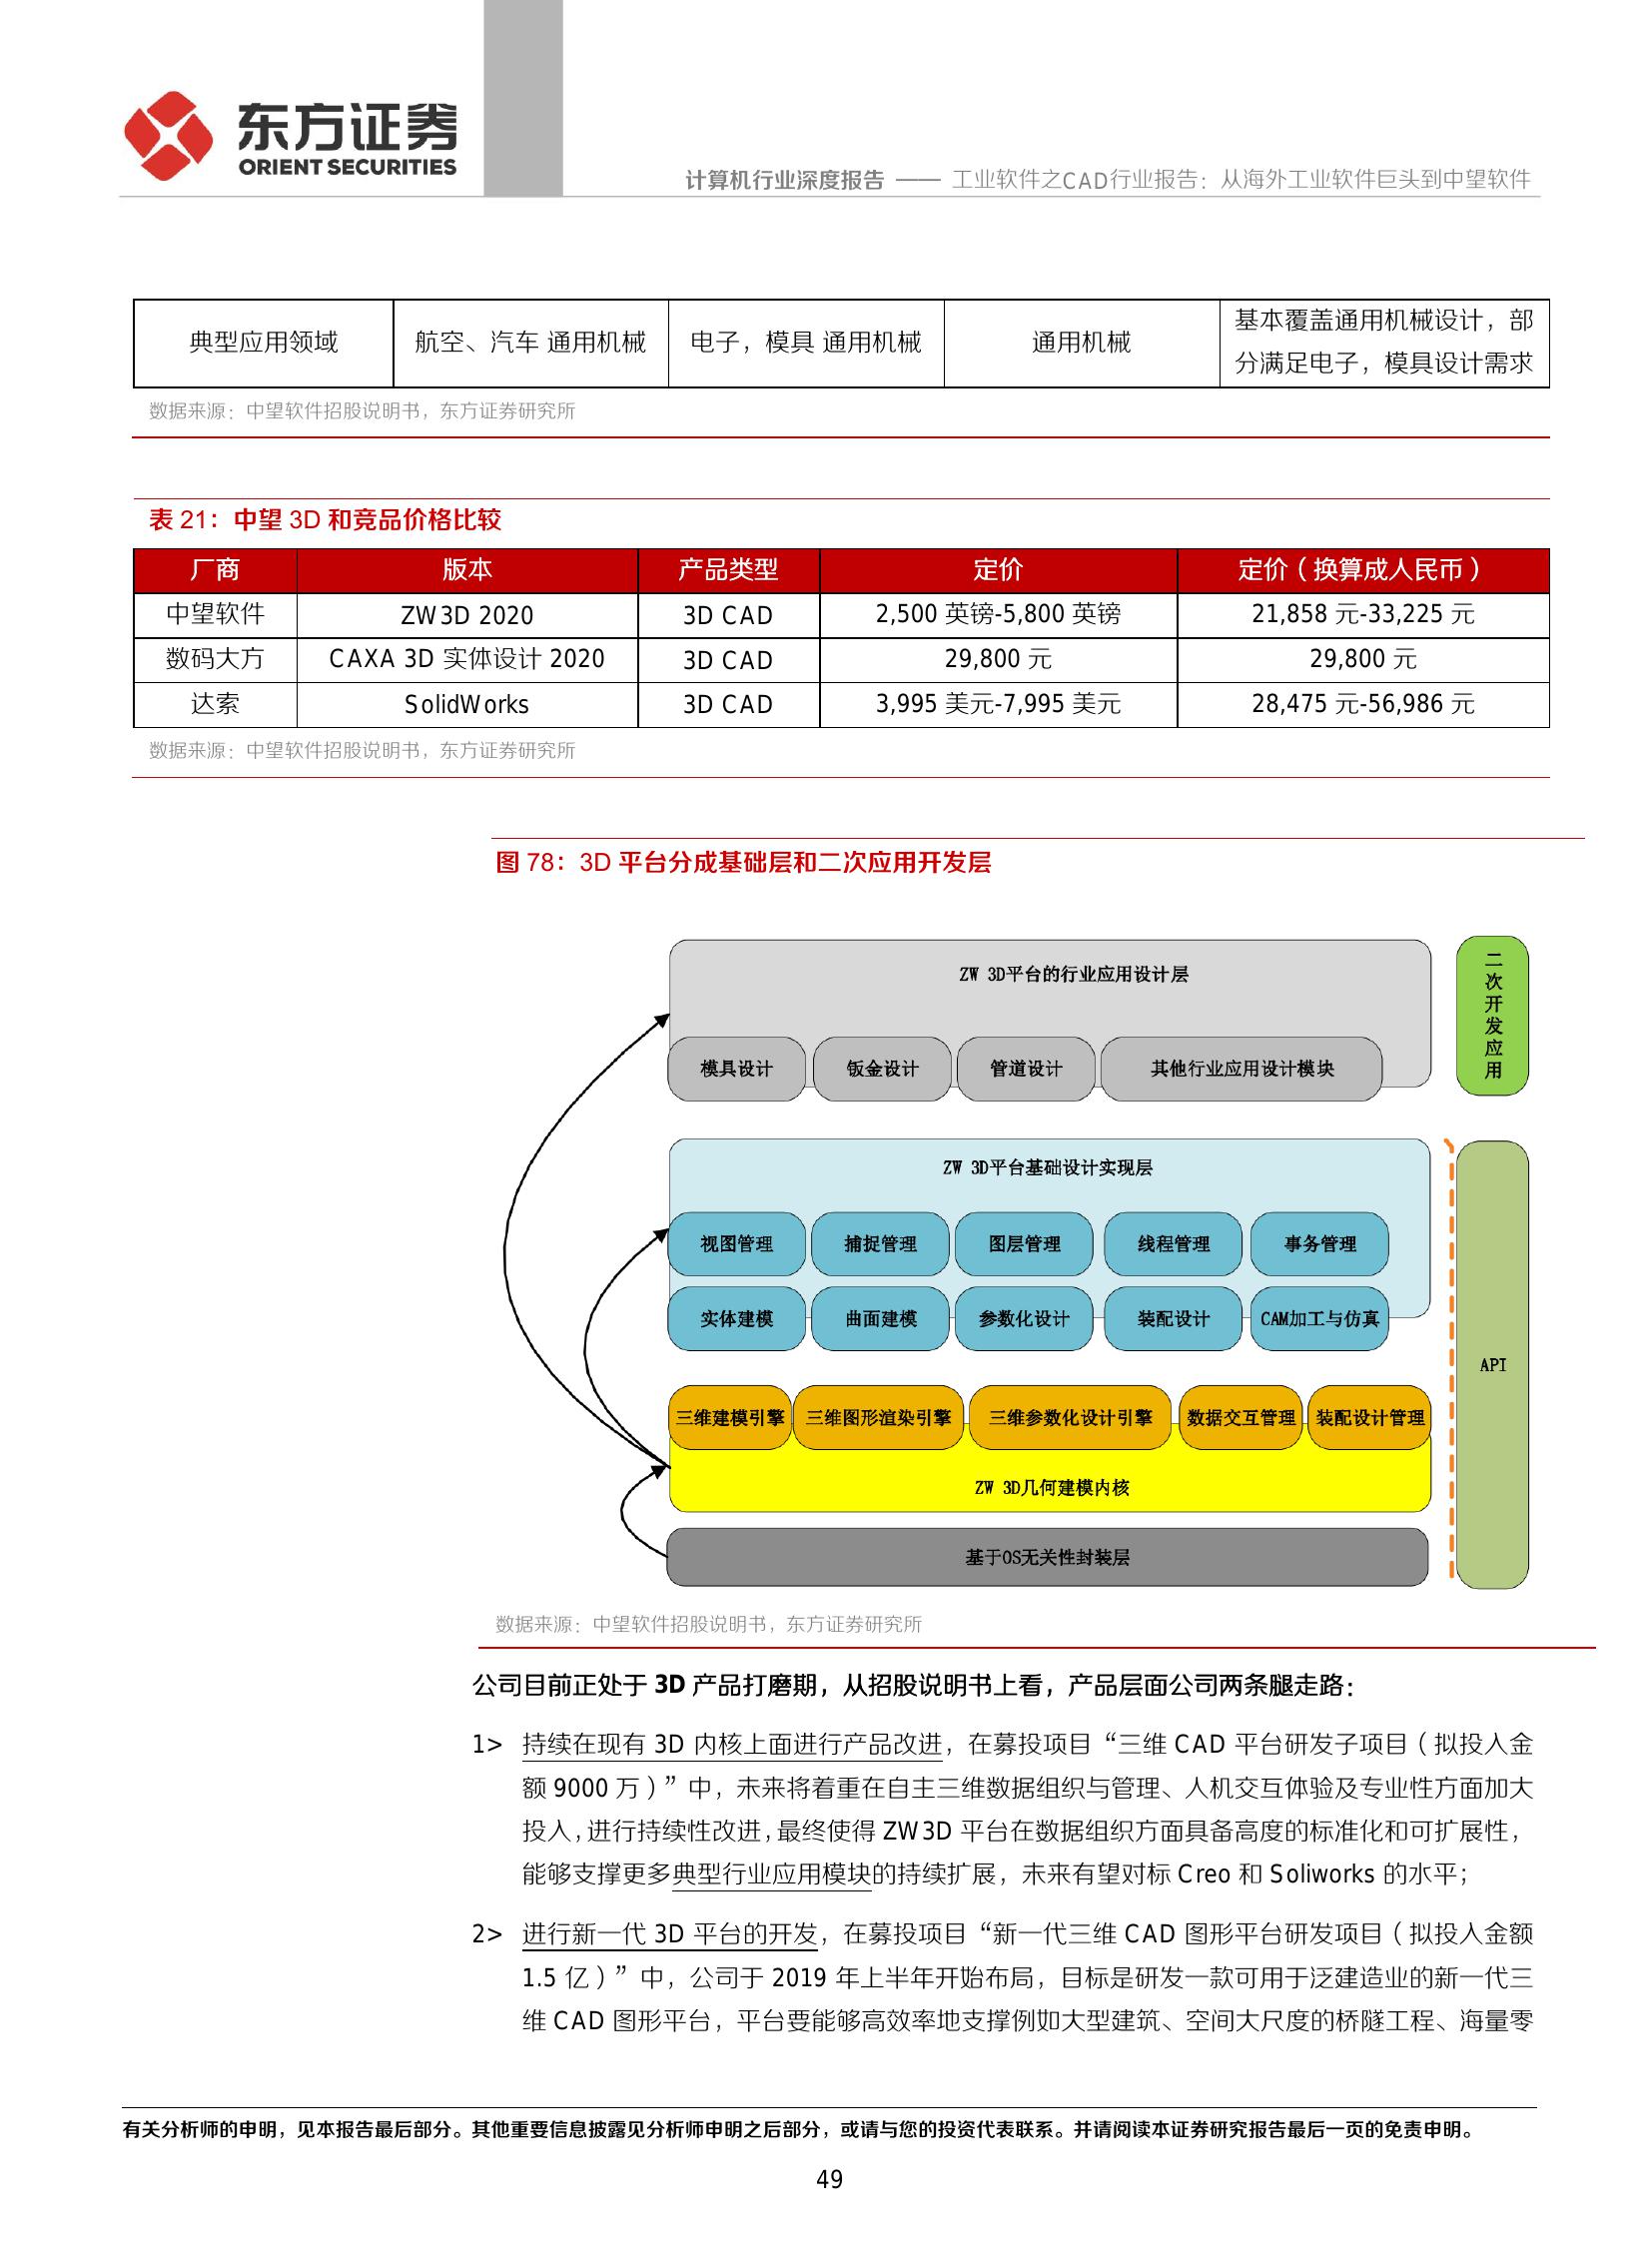 东方证券
ORIENT SECURITIES
计算机行业深度报告 —— 工业软件之CAD行业报告：从海外工业软件巨头到中望软件
典型应用领域 航空、汽车 通用机械 电子，模具 通用机械 通用机械 基本覆盖通用机械设计，部
分满足电子，模具设计需求
数据来源：中望软件招股说明书，东方证券研究所
表 21：中望 3D 和竞品价格比较
厂商 版本 产品类型 定价 定价（换算成人民币）
中望软件 ZW3D 2020 3D CAD 2,500 英镑-5,800 英镑 21,858 元-33,225 元
数码大方 CAXA 3D 实体设计 2020 3D CAD 29,800 元 29,800 元
达索 SolidWorks 3D CAD 3,995 美元-7,995 美元 28,475 元-56,986 元
数据来源：中望软件招股说明书，东方证券研究所
图 78：3D 平台分成基础层和二次应用开发层
ZW 3D平台的行业应用设计层
二次开发应用
模具设计 钣金设计 管道设计 其他行业应用设计模块
ZW 3D平台基础设计实现层
视图管理 捕捉管理 图层管理 线程管理 事务管理
实体建模 曲面建模 参数化设计 装配设计 CAM加工与仿真
API
三维建模引擎 三维图形渲染引擎 三维参数化设计引擎 数据交互管理 装配设计管理
ZW 3D几何建模内核
基于OS无关性封装层
数据来源：中望软件招股说明书，东方证券研究所
公司目前正处于 3D 产品打磨期，从招股说明书上看，产品层面公司两条腿走路：
1> 持续在现有 3D 内核上面进行产品改进，在募投项目“三维 CAD 平台研发子项目（拟投入金
额 9000 万）”中，未来将着重在自主三维数据组织与管理、人机交互体验及专业性方面加大
投入，进行持续性改进，最终使得 ZW3D 平台在数据组织方面具备高度的标准化和可扩展性，
能够支撑更多典型行业应用模块的持续扩展，未来有望对标 Creo 和 Soliworks 的水平；
2> 进行新一代 3D 平台的开发，在募投项目“新一代三维 CAD 图形平台研发项目（拟投入金额
1.5 亿）”中，公司于 2019 年上半年开始布局，目标是研发一款可用于泛建造业的新一代三
维 CAD 图形平台，平台要能够高效率地支撑例如大型建筑、空间大尺度的桥隧工程、海量零
有关分析师的申明，见本报告最后部分。其他重要信息披露见分析师申明之后部分，或请与您的投资代表联系。并请阅读本证券研究报告最后一页的免责申明。
49